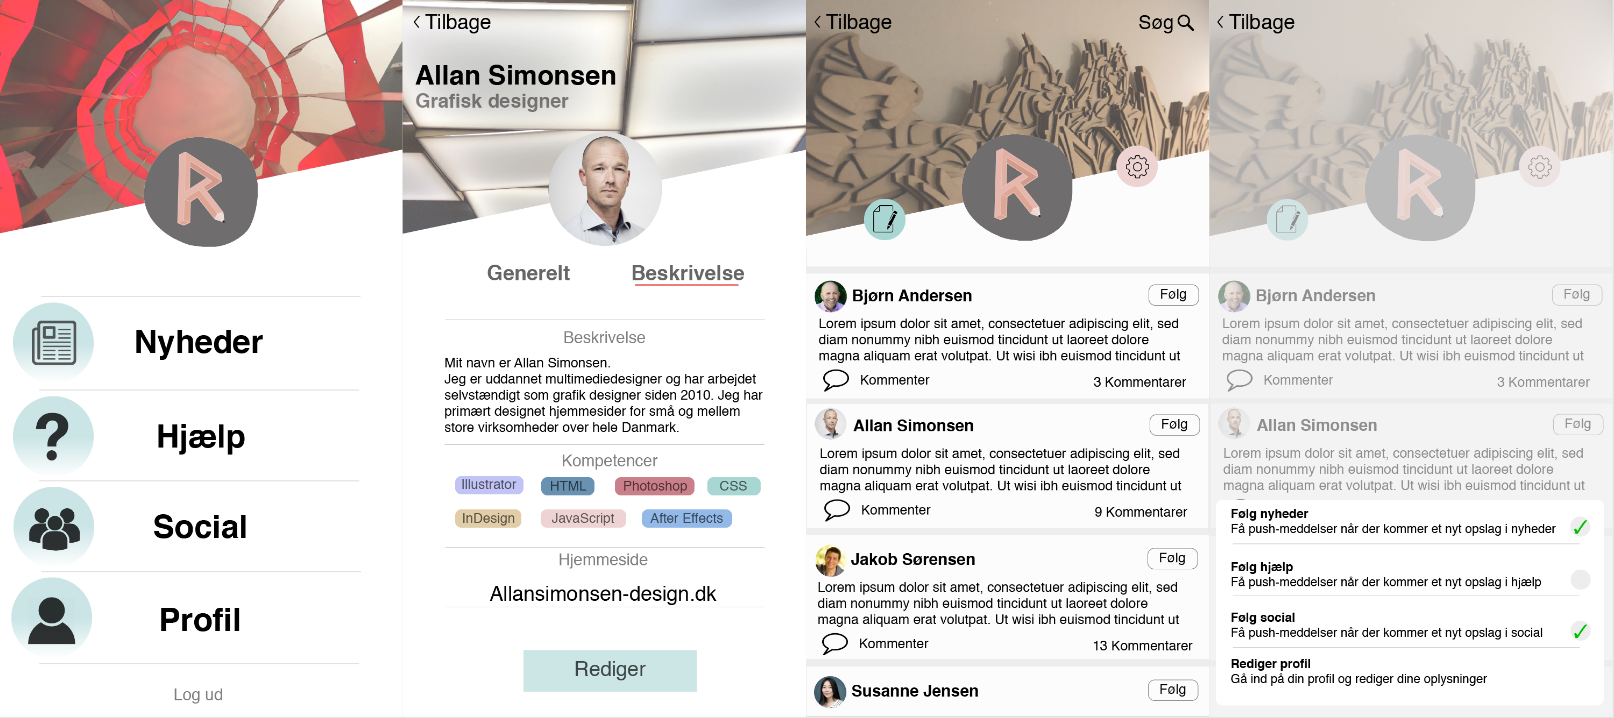 Nyheder
Hjælp
Social
Profil
Log ud
Tilbage
Allan Simonsen
Grafisk designer
Generelt
Beskrivelse
Beskrivelse
Mit navn er Allan Simonsen.
Jeg er uddannet multimediedesigner og har arbejdet
selvstændigt som grafik designer siden 2010. Jeg har
primært designet hjemmesider for små og mellem
store virksomheder over hele Danmark.
Kompetencer
Illustrator HTML Photoshop CSS
InDesign JavaScript After Effects
Hjemmeside
Allansimonsen-design.dk
Rediger
Tilbage
Søg
Bjørn Andersen
Følg
Lorem ipsum dolor sit amet, consectetuer adipiscing elit, sed
diam nonummy nibh euismod tincidunt ut laoreet dolore
magna aliquam erat volutpat. Ut wisi ibh euismod tincidunt ut
Kommenter
3 Kommentarer
Allan Simonsen
Følg
Lorem ipsum dolor sit amet, consectetuer adipiscing elit, sed
diam nonummy nibh euismod tincidunt ut laoreet dolore
magna aliquam erat volutpat. Ut wisi ibh euismod tincidunt ut
Kommenter
9 Kommentarer
Jakob Sørensen
Følg
Lorem ipsum dolor sit amet, consectetuer adipiscing elit, sed
diam nonummy nibh euismod tincidunt ut laoreet dolore
magna aliquam erat volutpat. Ut wisi ibh euismod tincidunt ut
Kommenter
13 Kommentarer
Susanne Jensen
Følg
Tilbage
Bjørn Andersen
Følg
Lorem ipsum dolor sit amet, consectetuer adipiscing elit, sed
diam nonummy nibh euismod tincidunt ut laoreet dolore
magna aliquam erat volutpat. Ut wisi ibh euismod tincidunt ut
Kommenter
3 Kommentarer
Allan Simonsen
Følg
Lorem ipsum dolor sit amet, consectetuer adipiscing elit, sed
diam nonummy nibh euismod tincidunt ut laoreet dolore
magna aliquam erat volutpat. Ut wisi ibh euismod tincidunt ut
Følg nyheder
Få push-meddelser når der kommer et nyt opslag i nyheder
Følg hjælp
Få push-meddelser når der kommer et nyt opslag i hjælp
Følg social
Få push-meddelser når der kommer et nyt opslag i social
Rediger profil
Gå ind på din profil og rediger dine oplysninger